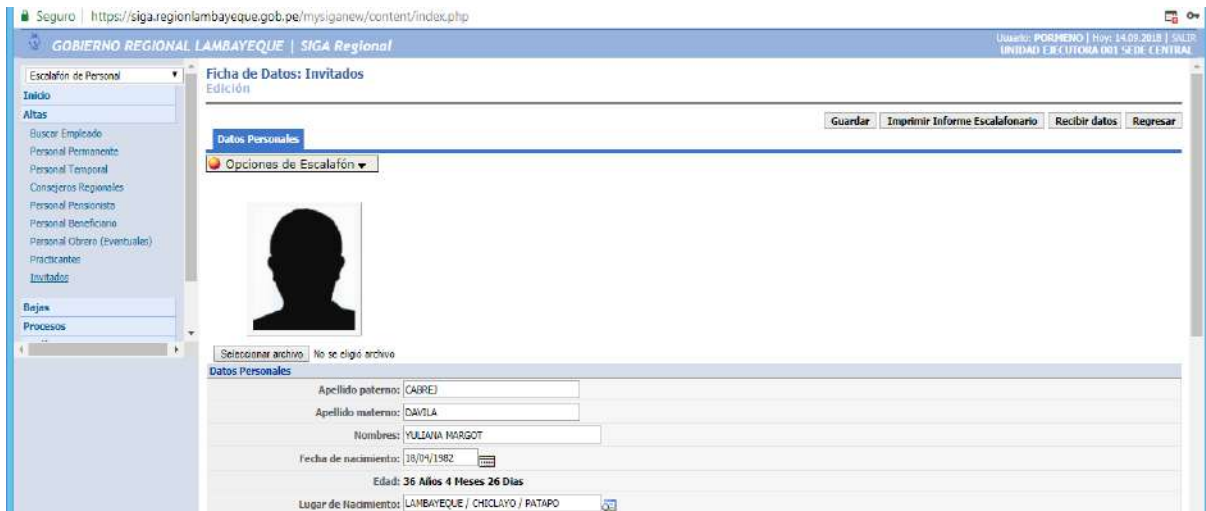 Seguro | https://siga.regionlambayeque.gob.pe/mysiganew/content/index.php
GOBIERNO REGIONAL LAMBAYEQUE | SIGA Regional
Usuario: PORMENO | Hoy: 14.09.2018 | SALIR
UNIDAD EJECUTORA 001 SEDE CENTRAL
Escalafón de Personal
Inicio
Altas
Buscar Empleado
Personal Permanente
Personal Temporal
Consejeros Regionales
Personal Pensionista
Personal Beneficiario
Personal Obrero (Eventuales)
Practicantes
Invitados
Bajas
Procesos
Ficha de Datos: Invitados
Edición
Guardar Imprimir Informe Escalafonario Recibir datos Regresar
Datos Personales
Opciones de Escalafón
Seleccionar archivo No se eligió archivo
Datos Personales
Apellido paterno: CABREJ
Apellido materno: DAVILA
Nombres: YULIANA MARGOT
Fecha de nacimiento: 18/04/1982
Edad: 36 Años 4 Meses 26 Dias
Lugar de Nacimiento: LAMBAYEQUE / CHICLAYO / PATAPO